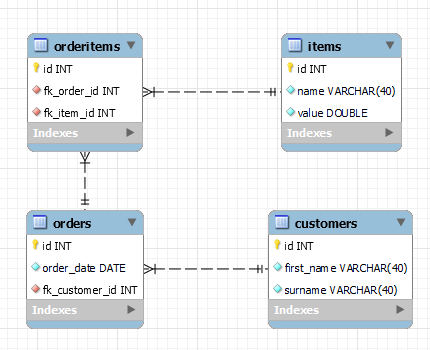 orderitems
id INT
fk_order_id INT
fk_item_id INT
Indexes
items
id INT
name VARCHAR(40)
value DOUBLE
Indexes
orders
id INT
order_date DATE
fk_customer_id INT
Indexes
customers
id INT
first_name VARCHAR(40)
surname VARCHAR(40)
Indexes